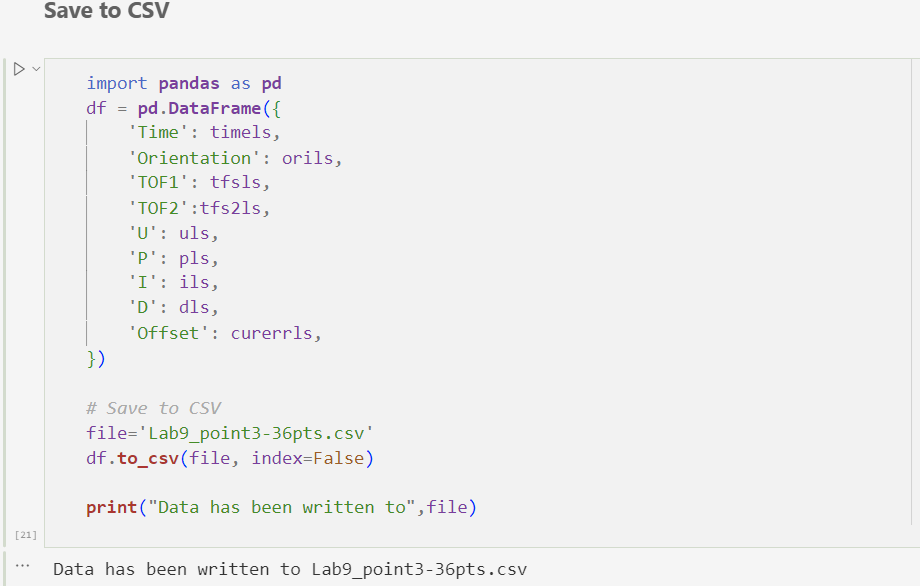 Save to CSV
import pandas as pd
df = pd.DataFrame({
    'Time': timels,
    'Orientation': orils,
    'TOF1': tfsls,
    'TOF2':tfs2ls,
    'U': uls,
    'P': pls,
    'I': ils,
    'D': dls,
    'Offset': curerrls,
})
# Save to CSV
file='Lab9_point3-36pts.csv'
df.to_csv(file, index=False)
print("Data has been written to",file)
[21]
... Data has been written to Lab9_point3-36pts.csv